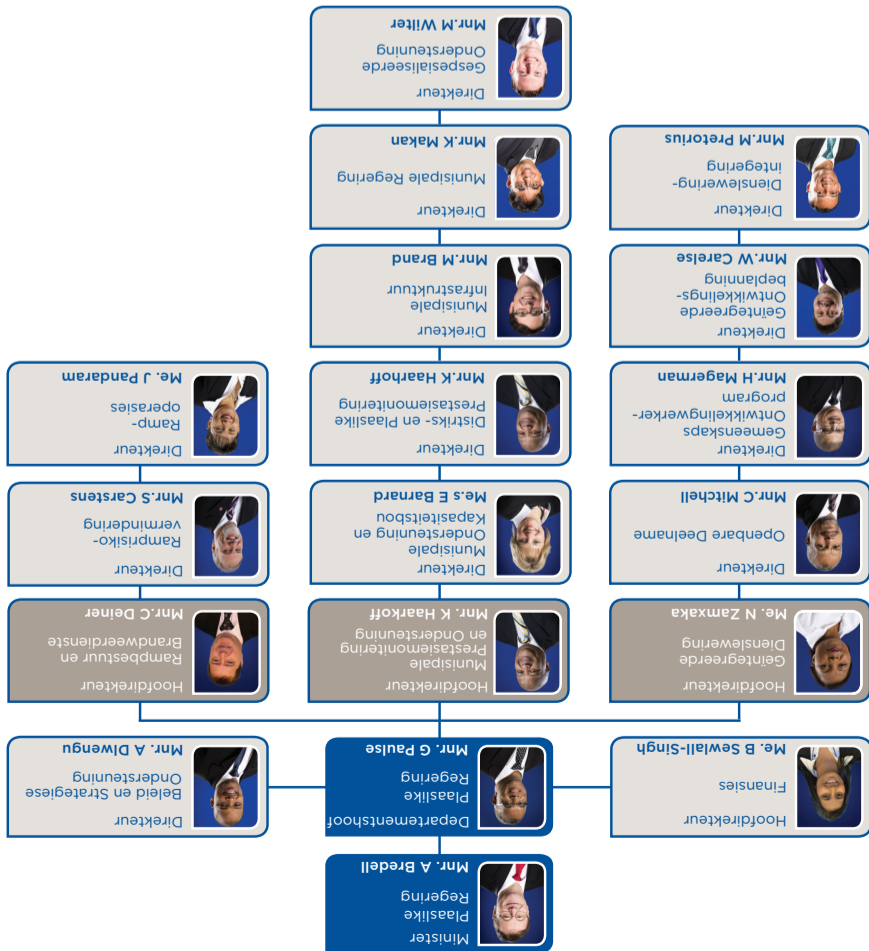 Minister
Plaaslike
Regering
Mnr. A Bredell
Hoofdirekteur
Finansies
Me. B Sewlall-Singh
Departementshoof
Plaaslike
Regering
Mnr. G Paulse
Direkteur
Beleid en Strategiese
Ondersteuning
Mnr. A Dlwengu
Hoofdirekteur
Geïntegreerde
Dienslewering
Me. N Zamxaka
Direkteur
Openbare Deelname
Mnr.C Mitchell
Direkteur
Gemeenskaps
Ontwikkelingwerker-
program
Mnr.H Magerman
Direkteur
Geïntegreerde
Ontwikkelings-
beplanning
Mnr.W Carelse
Direkteur
Dienslewering-
integering
Mnr.M Pretorius
Hoofdirekteur
Munisipale
Prestasiemonitering
en Ondersteuning
Mnr. K Haarkoff
Direkteur
Munisipale
Ondersteuning en
Kapasiteitsbou
Me.s E Barnard
Direkteur
Distriks- en Plaaslike
Prestasiemonitering
Mnr.K Haarhoff
Direkteur
Munisipale
Infrastruktuur
Mnr.M Brand
Direkteur
Munisipale Regering
Mnr.K Makan
Direkteur
Gespesialiseerde
Ondersteuning
Mnr.M Wilter
Hoofdirekteur
Rampbestuur en
Brandweerdienste
Mnr.C Deiner
Direkteur
Ramprisiko-
vermindering
Mnr.S Carstens
Direkteur
Ramp-
operasies
Me. J Pandaram